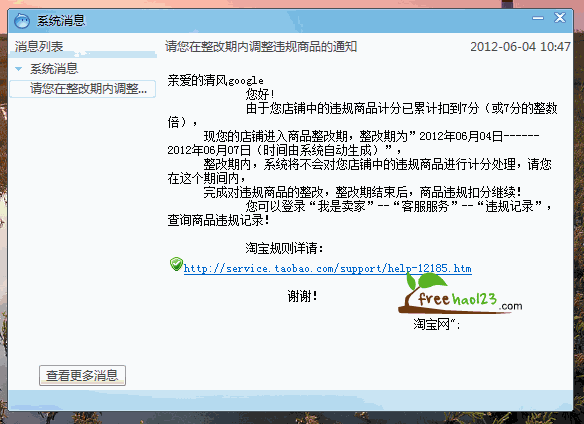 系统消息
消息列表
请您在整改期内调整违规商品的通知
2012-06-04 10:47
系统消息
请您在整改期内调整...
亲爱的清风google
您好!
由于您店铺中的违规商品计分已累计扣到7分（或7分的整数
倍），
现您的店铺进入商品整改期，整改期为”2012年06月04日------
2012年06月07日（时间由系统自动生成）”，
整改期内，系统将不会对您店铺中的违规商品进行计分处理，请您
在这个期间内，
完成对违规商品的整改，整改期结束后，商品违规扣分继续！
您可以登录“我是卖家”--“客服服务”--“违规记录”，
查询商品违规记录！
淘宝规则详请：
http://service.taobao.com/support/help-12185.htm
谢谢！
freehao123.com
淘宝网";
查看更多消息